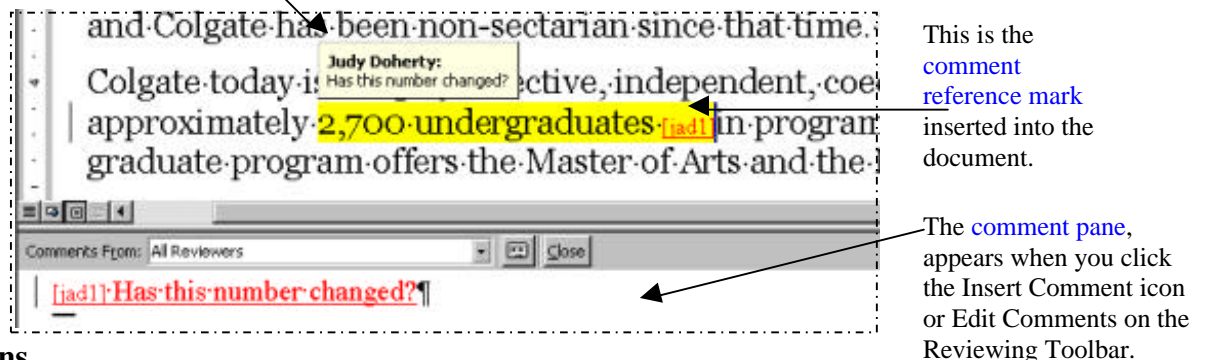 and·Colgate·has·been·non-sectarian·since·that·time.·
Judy Doherty:
Has this number changed?
Colgate·today·is ective,·independent,·coe
approximately·2,700·undergraduates·[jad1]in·program
graduate·program·offers·the·Master·of·Arts·and·the·
Comments From: All Reviewers Close
[jad1]·Has·this·number·changed?¶
This is the
comment
reference mark
inserted into the
document.
The comment pane,
appears when you click
the Insert Comment icon
or Edit Comments on the
Reviewing Toolbar.